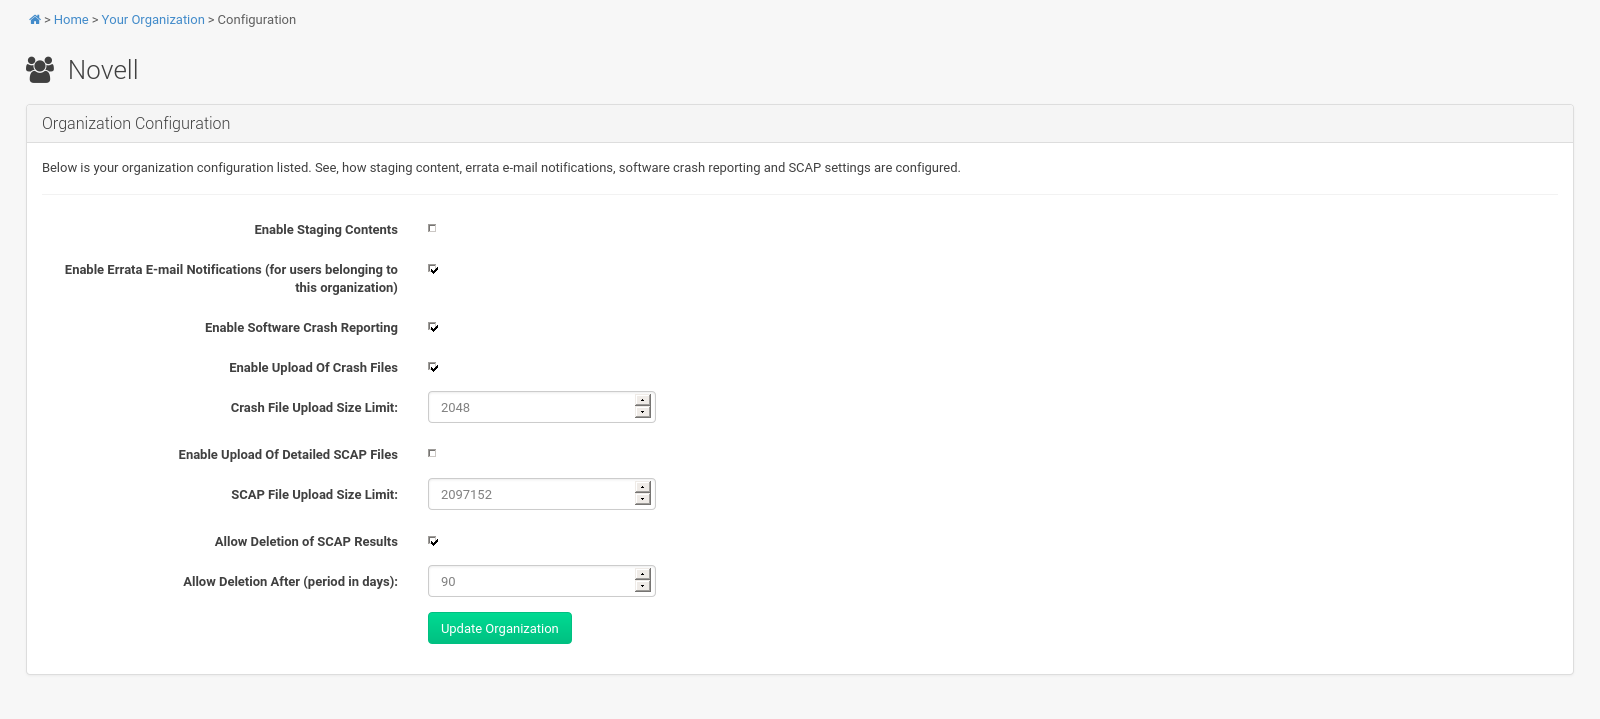 > Home > Your Organization > Configuration
Novell
Organization Configuration
Below is your organization configuration listed. See, how staging content, errata e-mail notifications, software crash reporting and SCAP settings are configured.
Enable Staging Contents
Enable Errata E-mail Notifications (for users belonging to
this organization)
Enable Software Crash Reporting
Enable Upload Of Crash Files
Crash File Upload Size Limit: 2048
Enable Upload Of Detailed SCAP Files
SCAP File Upload Size Limit: 2097152
Allow Deletion of SCAP Results
Allow Deletion After (period in days): 90
Update Organization